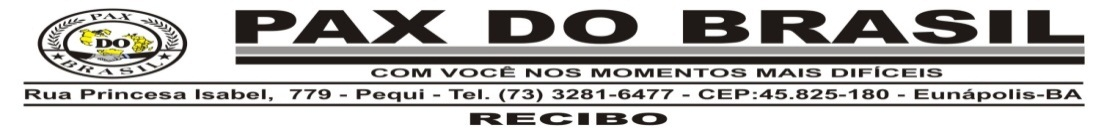 PAX
DO
BRASIL
PAX DO BRASIL
COM VOCÊ NOS MOMENTOS MAIS DIFÍCEIS
Rua Princesa Isabel, 779 - Pequi - Tel. (73) 3281-6477 - CEP:45.825-180 - Eunápolis-BA
RECIBO